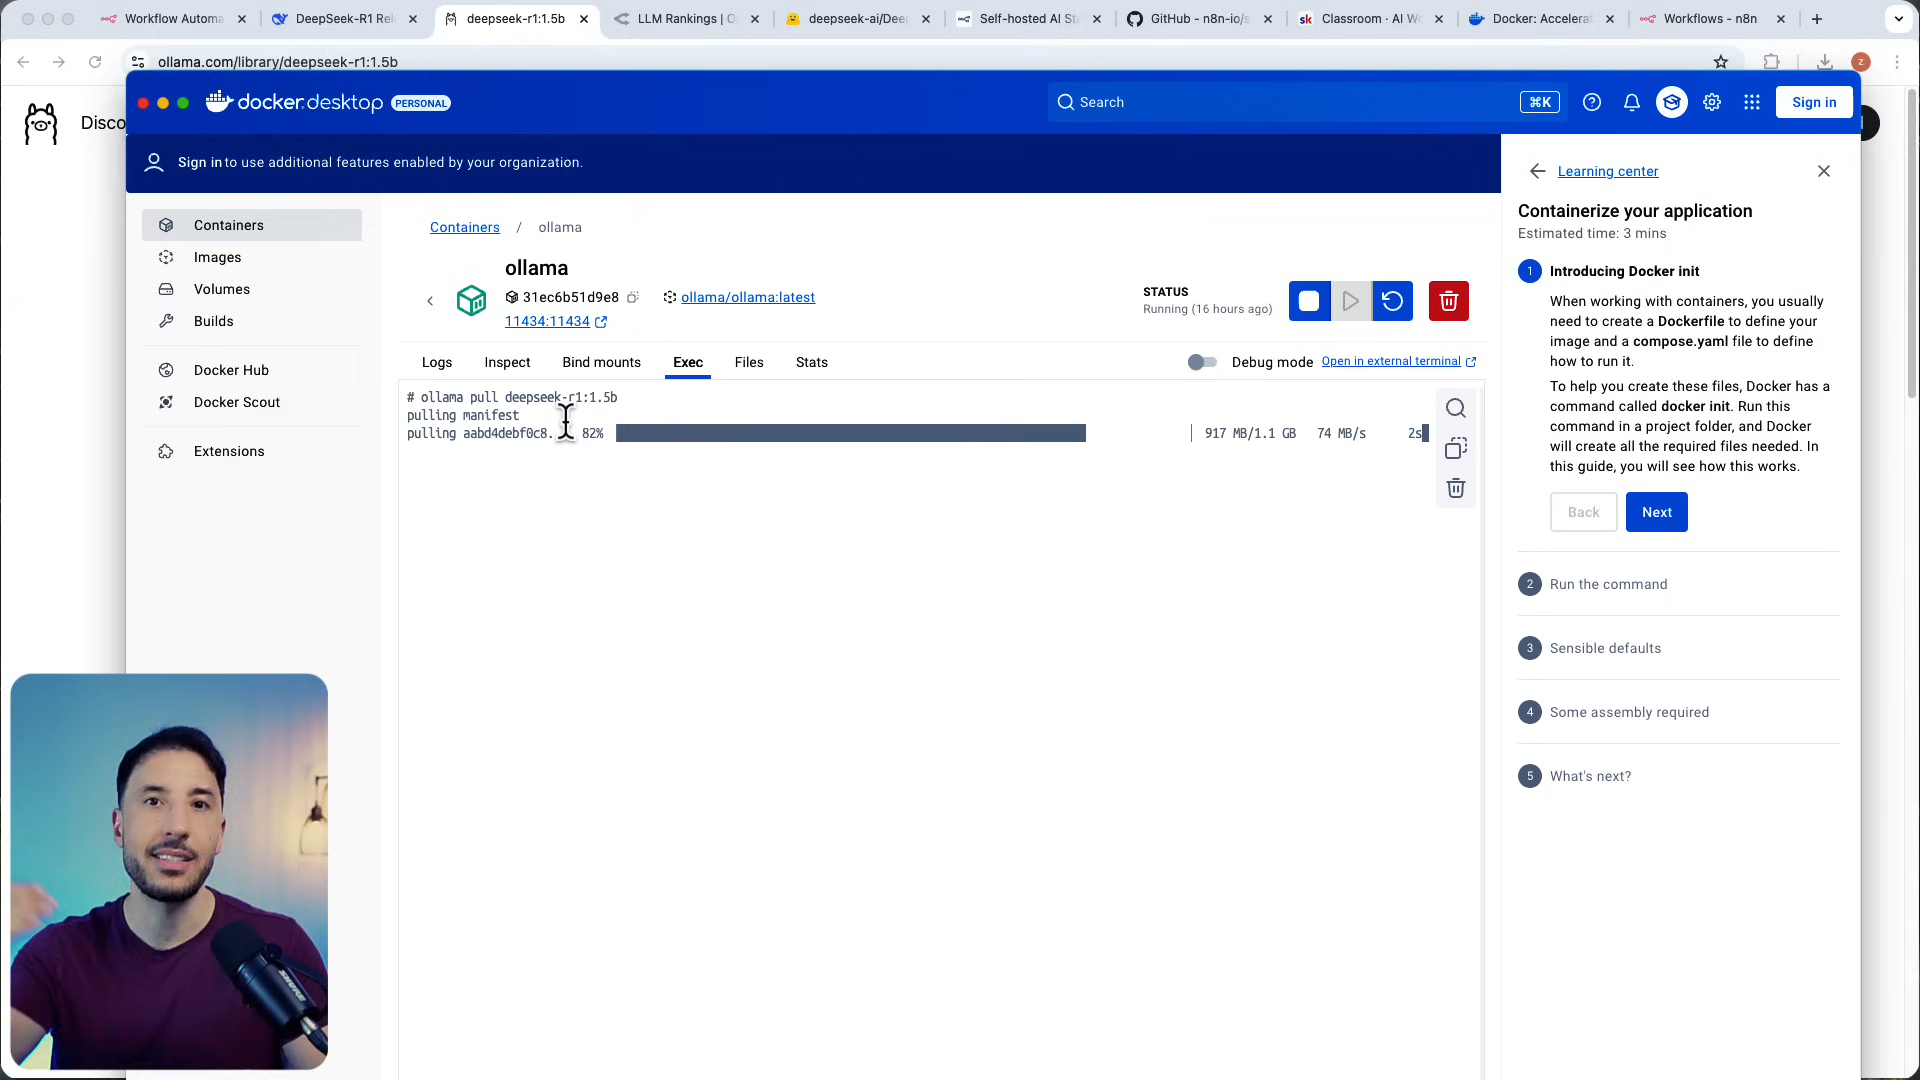 Workflow Automa
DeepSeek-R1 Rel
deepseek-r1:1.5b
LLM Rankings | O
deepseek-ai/Deep
Self-hosted AI Sta
GitHub - n8n-io/s
Classroom · AI W
Docker: Accelerat
Workflows - n8n
ollama.com/library/deepseek-r1:1.5b
Z
Disco
docker.desktop PERSONAL
Search
⌘K
Sign in
Sign in to use additional features enabled by your organization.
Containers
Images
Volumes
Builds
Docker Hub
Docker Scout
Extensions
Containers / ollama
ollama
31ec6b51d9e8
ollama/ollama:latest
11434:11434
STATUS
Running (16 hours ago)
Logs
Inspect
Bind mounts
Exec
Files
Stats
Debug mode
Open in external terminal
# ollama pull deepseek-r1:1.5b
pulling manifest
pulling aabd4debf0c8. 82% 917 MB/1.1 GB 74 MB/s 2s
Learning center
Containerize your application
Estimated time: 3 mins
1 Introducing Docker init
When working with containers, you usually
need to create a Dockerfile to define your
image and a compose.yaml file to define
how to run it.
To help you create these files, Docker has a
command called docker init. Run this
command in a project folder, and Docker
will create all the required files needed. In
this guide, you will see how this works.
Back
Next
2 Run the command
3 Sensible defaults
4 Some assembly required
5 What's next?
SHURE